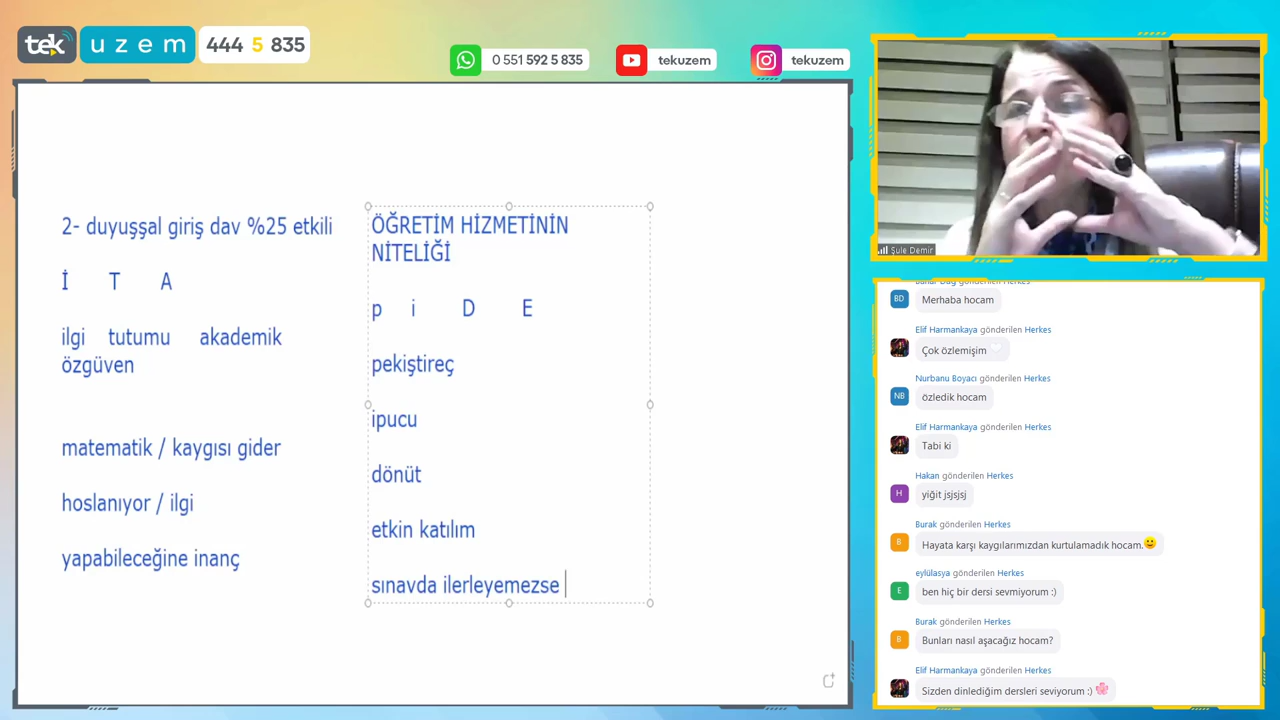 tek
uzem
444 5 835
0 551 592 5 835
tekuzem
tekuzem
2- duyuşşal giriş dav %25 etkili
İ T A
ilgi tutumu akademik
özgüven
matematik / kaygısı gider
hoslanıyor / ilgi
yapabileceğine inanç
ÖĞRETİM HİZMETİNİN
NİTELİĞİ
p i D E
pekiştireç
ipucu
dönüt
etkin katılım
sınavda ilerleyemezse
Şule Demir
gönderilen Herkes
BD
Merhaba hocam
Elif Harmankaya gönderilen Herkes
Çok özlemişim
Nurbanu Boyacı gönderilen Herkes
NB
özledik hocam
Elif Harmankaya gönderilen Herkes
Tabi ki
Hakan gönderilen Herkes
H
yiğit jsjsjsj
Burak gönderilen Herkes
B
Hayata karşı kaygılarımızdan kurtulamadık hocam.
eylülasya gönderilen Herkes
E
ben hiç bir dersi sevmiyorum :)
Burak gönderilen Herkes
B
Bunları nasıl aşacağız hocam?
Elif Harmankaya gönderilen Herkes
Sizden dinlediğim dersleri seviyorum :)